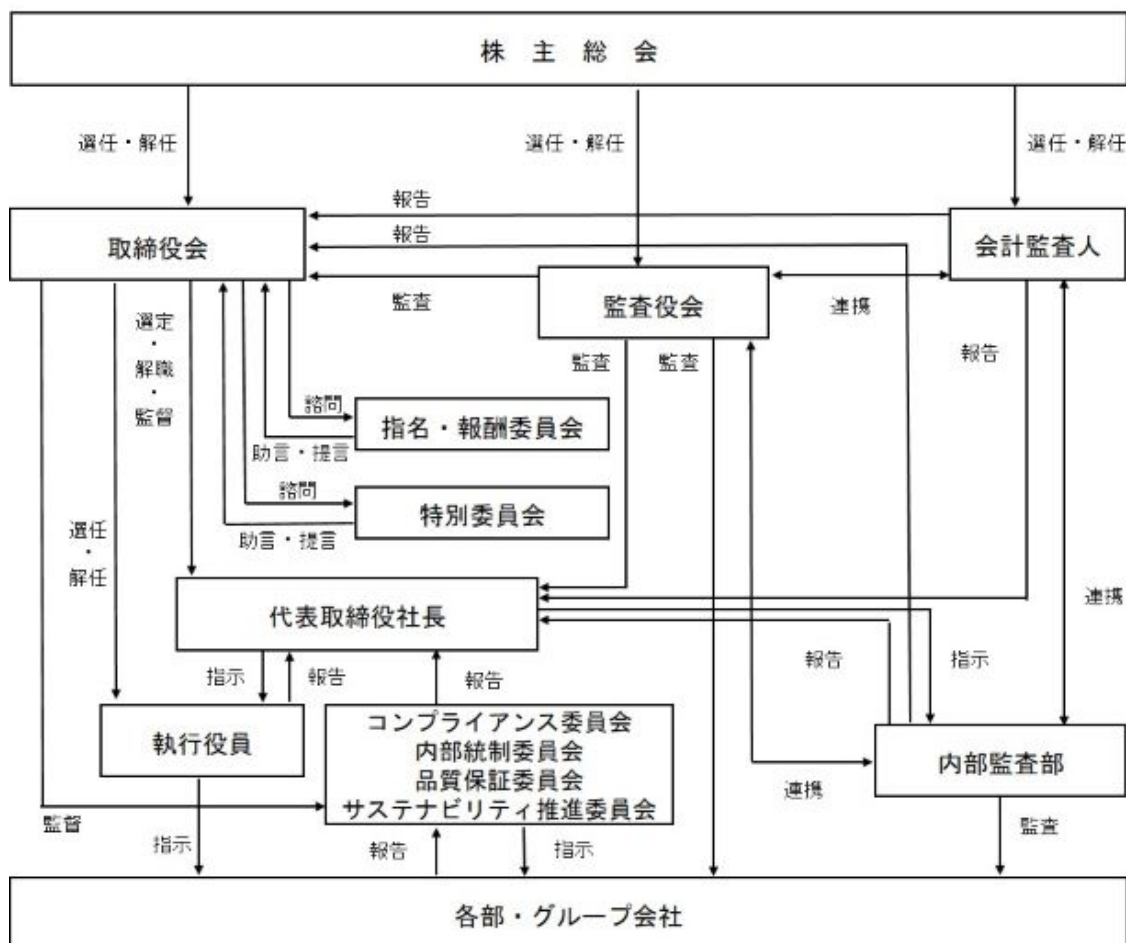 株主総会
選任・解任
選任・解任
選任・解任
報告
取締役会
報告
会計監査人
監査
監査役会
連携
選定・解職・監督
監査
監査
報告
諮問
指名・報酬委員会
助言・提言
諮問
特別委員会
助言・提言
選任・解任
代表取締役社長
連携
指示
報告
報告
報告
指示
執行役員
コンプライアンス委員会
内部統制委員会
品質保証委員会
サステナビリティ推進委員会
内部監査部
連携
監督
指示
報告
指示
監査
各部・グループ会社